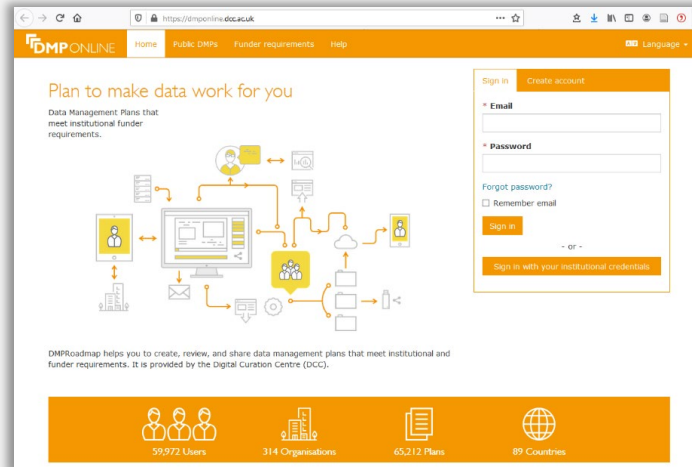 https://dmponline.dcc.ac.uk
DMPONLINE
Home
Public DMPs
Funder requirements
Help
Language
Plan to make data work for you
Data Management Plans that
meet institutional funder
requirements.
Sign in
Create account
* Email
* Password
Forgot password?
Remember email
Sign in
- or -
Sign in with your institutional credentials
DMPRoadmap helps you to create, review, and share data management plans that meet institutional and
funder requirements. It is provided by the Digital Curation Centre (DCC).
59,972 Users
314 Organisations
65,212 Plans
89 Countries